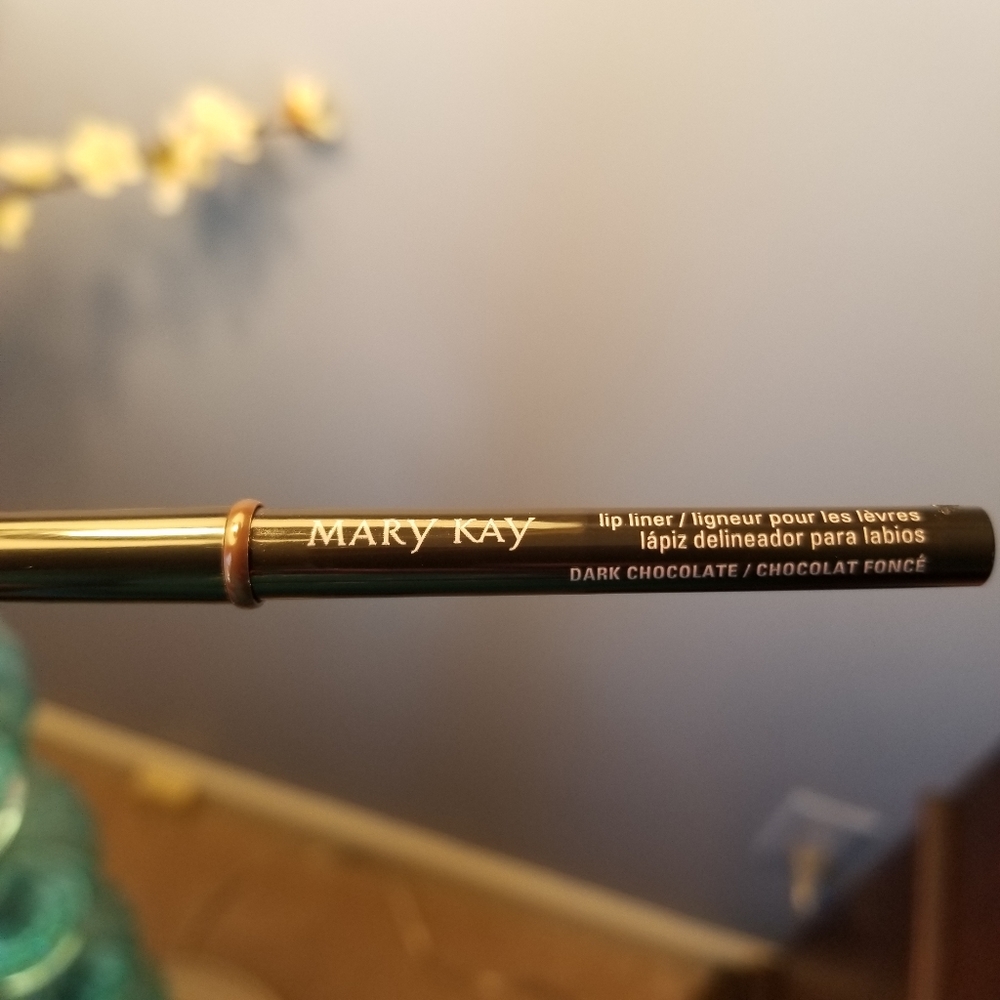 MARY KAY
lip liner / ligneur pour les lèvres
lápiz delineador para labios
DARK CHOCOLATE / CHOCOLAT FONCÉ